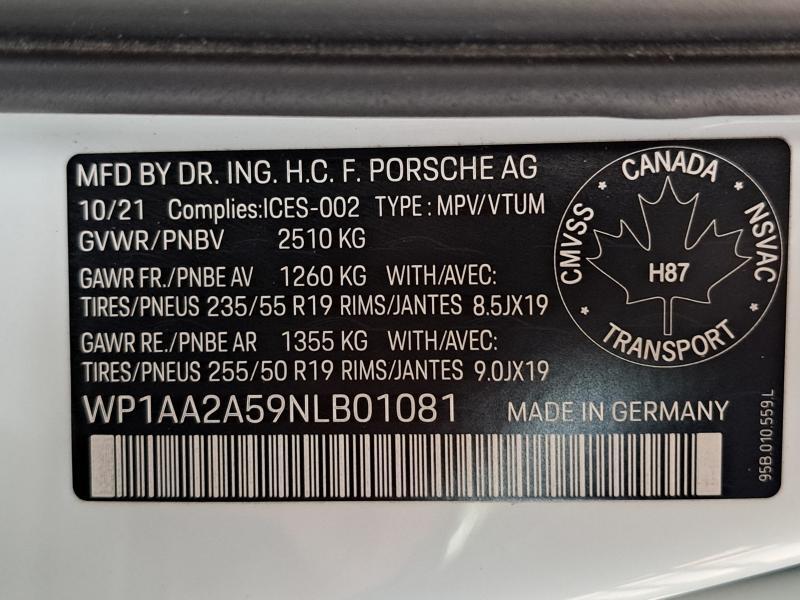 MFD BY DR. ING. H.C. F. PORSCHE AG
10/21 Complies:ICES-002 TYPE : MPV/VTUM
GVWR/PNBV 2510 KG
GAWR FR./PNBE AV 1260 KG WITH/AVEC:
TIRES/PNEUS 235/55 R19 RIMS/JANTES 8.5JX19
GAWR RE./PNBE AR 1355 KG WITH/AVEC:
TIRES/PNEUS 255/50 R19 RIMS/JANTES 9.0JX19
WP1AA2A59NLB01081 MADE IN GERMANY
CANADA
CMVSS
NSVAC
H87
TRANSPORT
95B.010.559.L